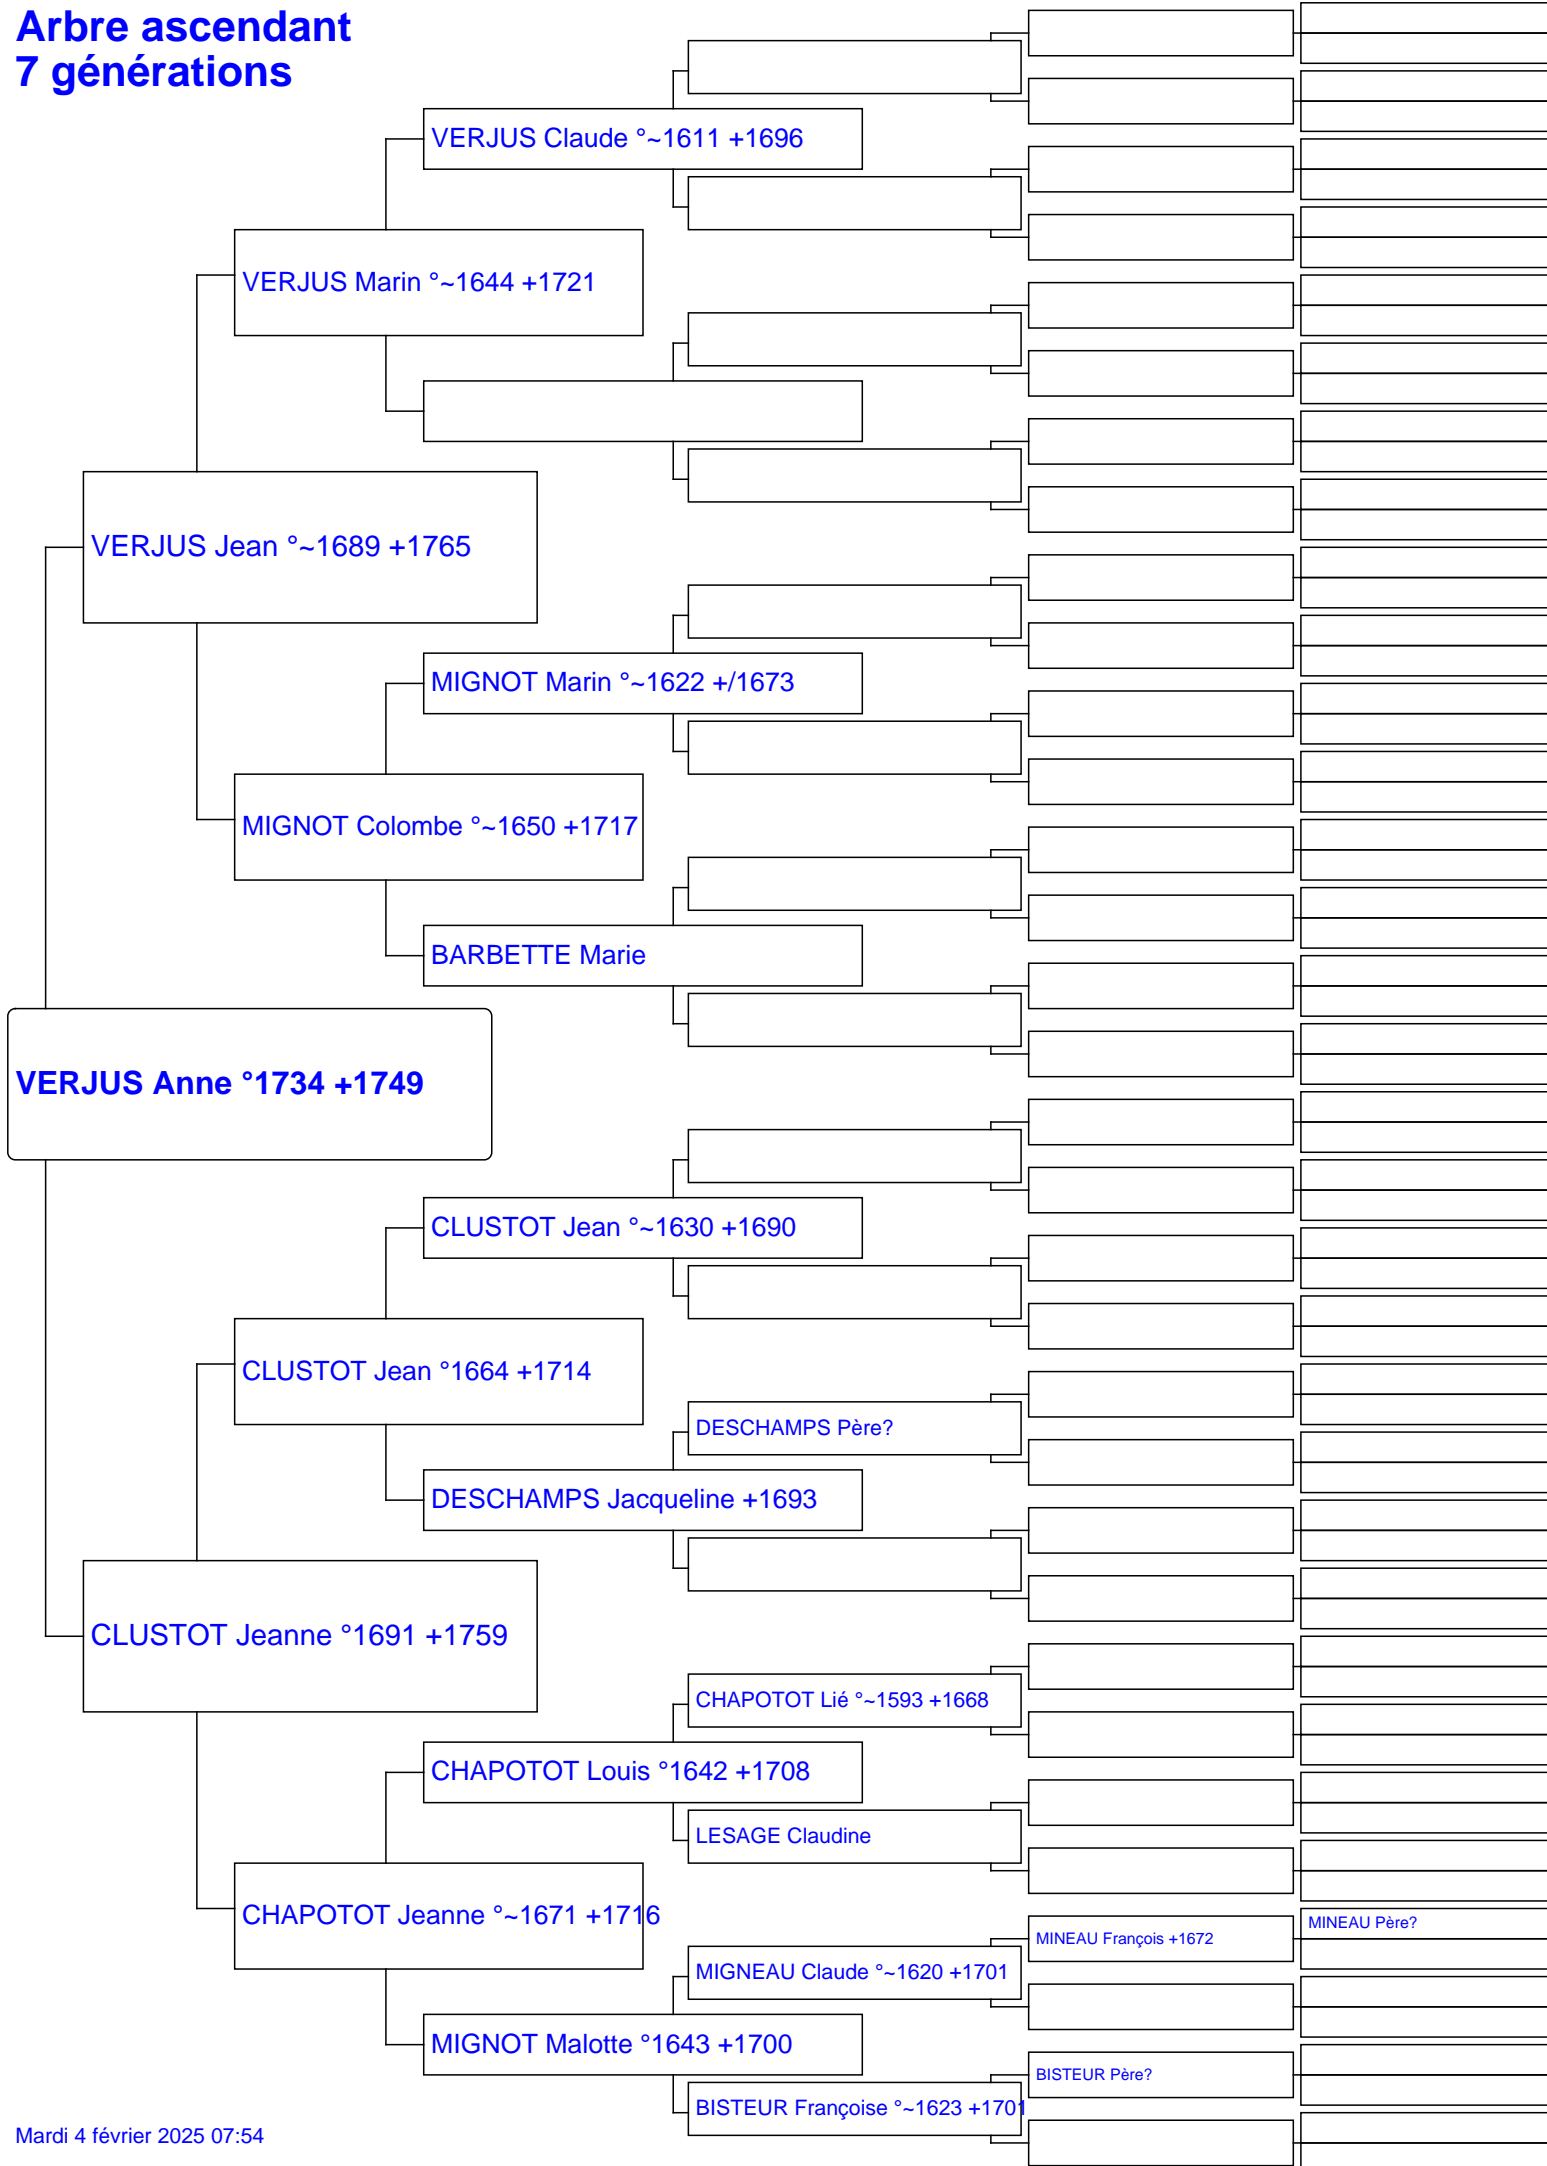 Arbre ascendant
7 générations
VERJUS Claude °~1611 +1696
VERJUS Marin °~1644 +1721
VERJUS Jean °~1689 +1765
MIGNOT Marin °~1622 +/1673
MIGNOT Colombe °~1650 +1717
BARBETTE Marie
VERJUS Anne °1734 +1749
CLUSTOT Jean °~1630 +1690
CLUSTOT Jean °1664 +1714
DESCHAMPS Père?
DESCHAMPS Jacqueline +1693
CLUSTOT Jeanne °1691 +1759
CHAPOTOT Lié °~1593 +1668
CHAPOTOT Louis °1642 +1708
LESAGE Claudine
CHAPOTOT Jeanne °~1671 +1716
MINEAU Père?
MINEAU François +1672
MIGNEAU Claude °~1620 +1701
MIGNOT Malotte °1643 +1700
BISTEUR Père?
BISTEUR Françoise °~1623 +1701
Mardi 4 février 2025 07:54